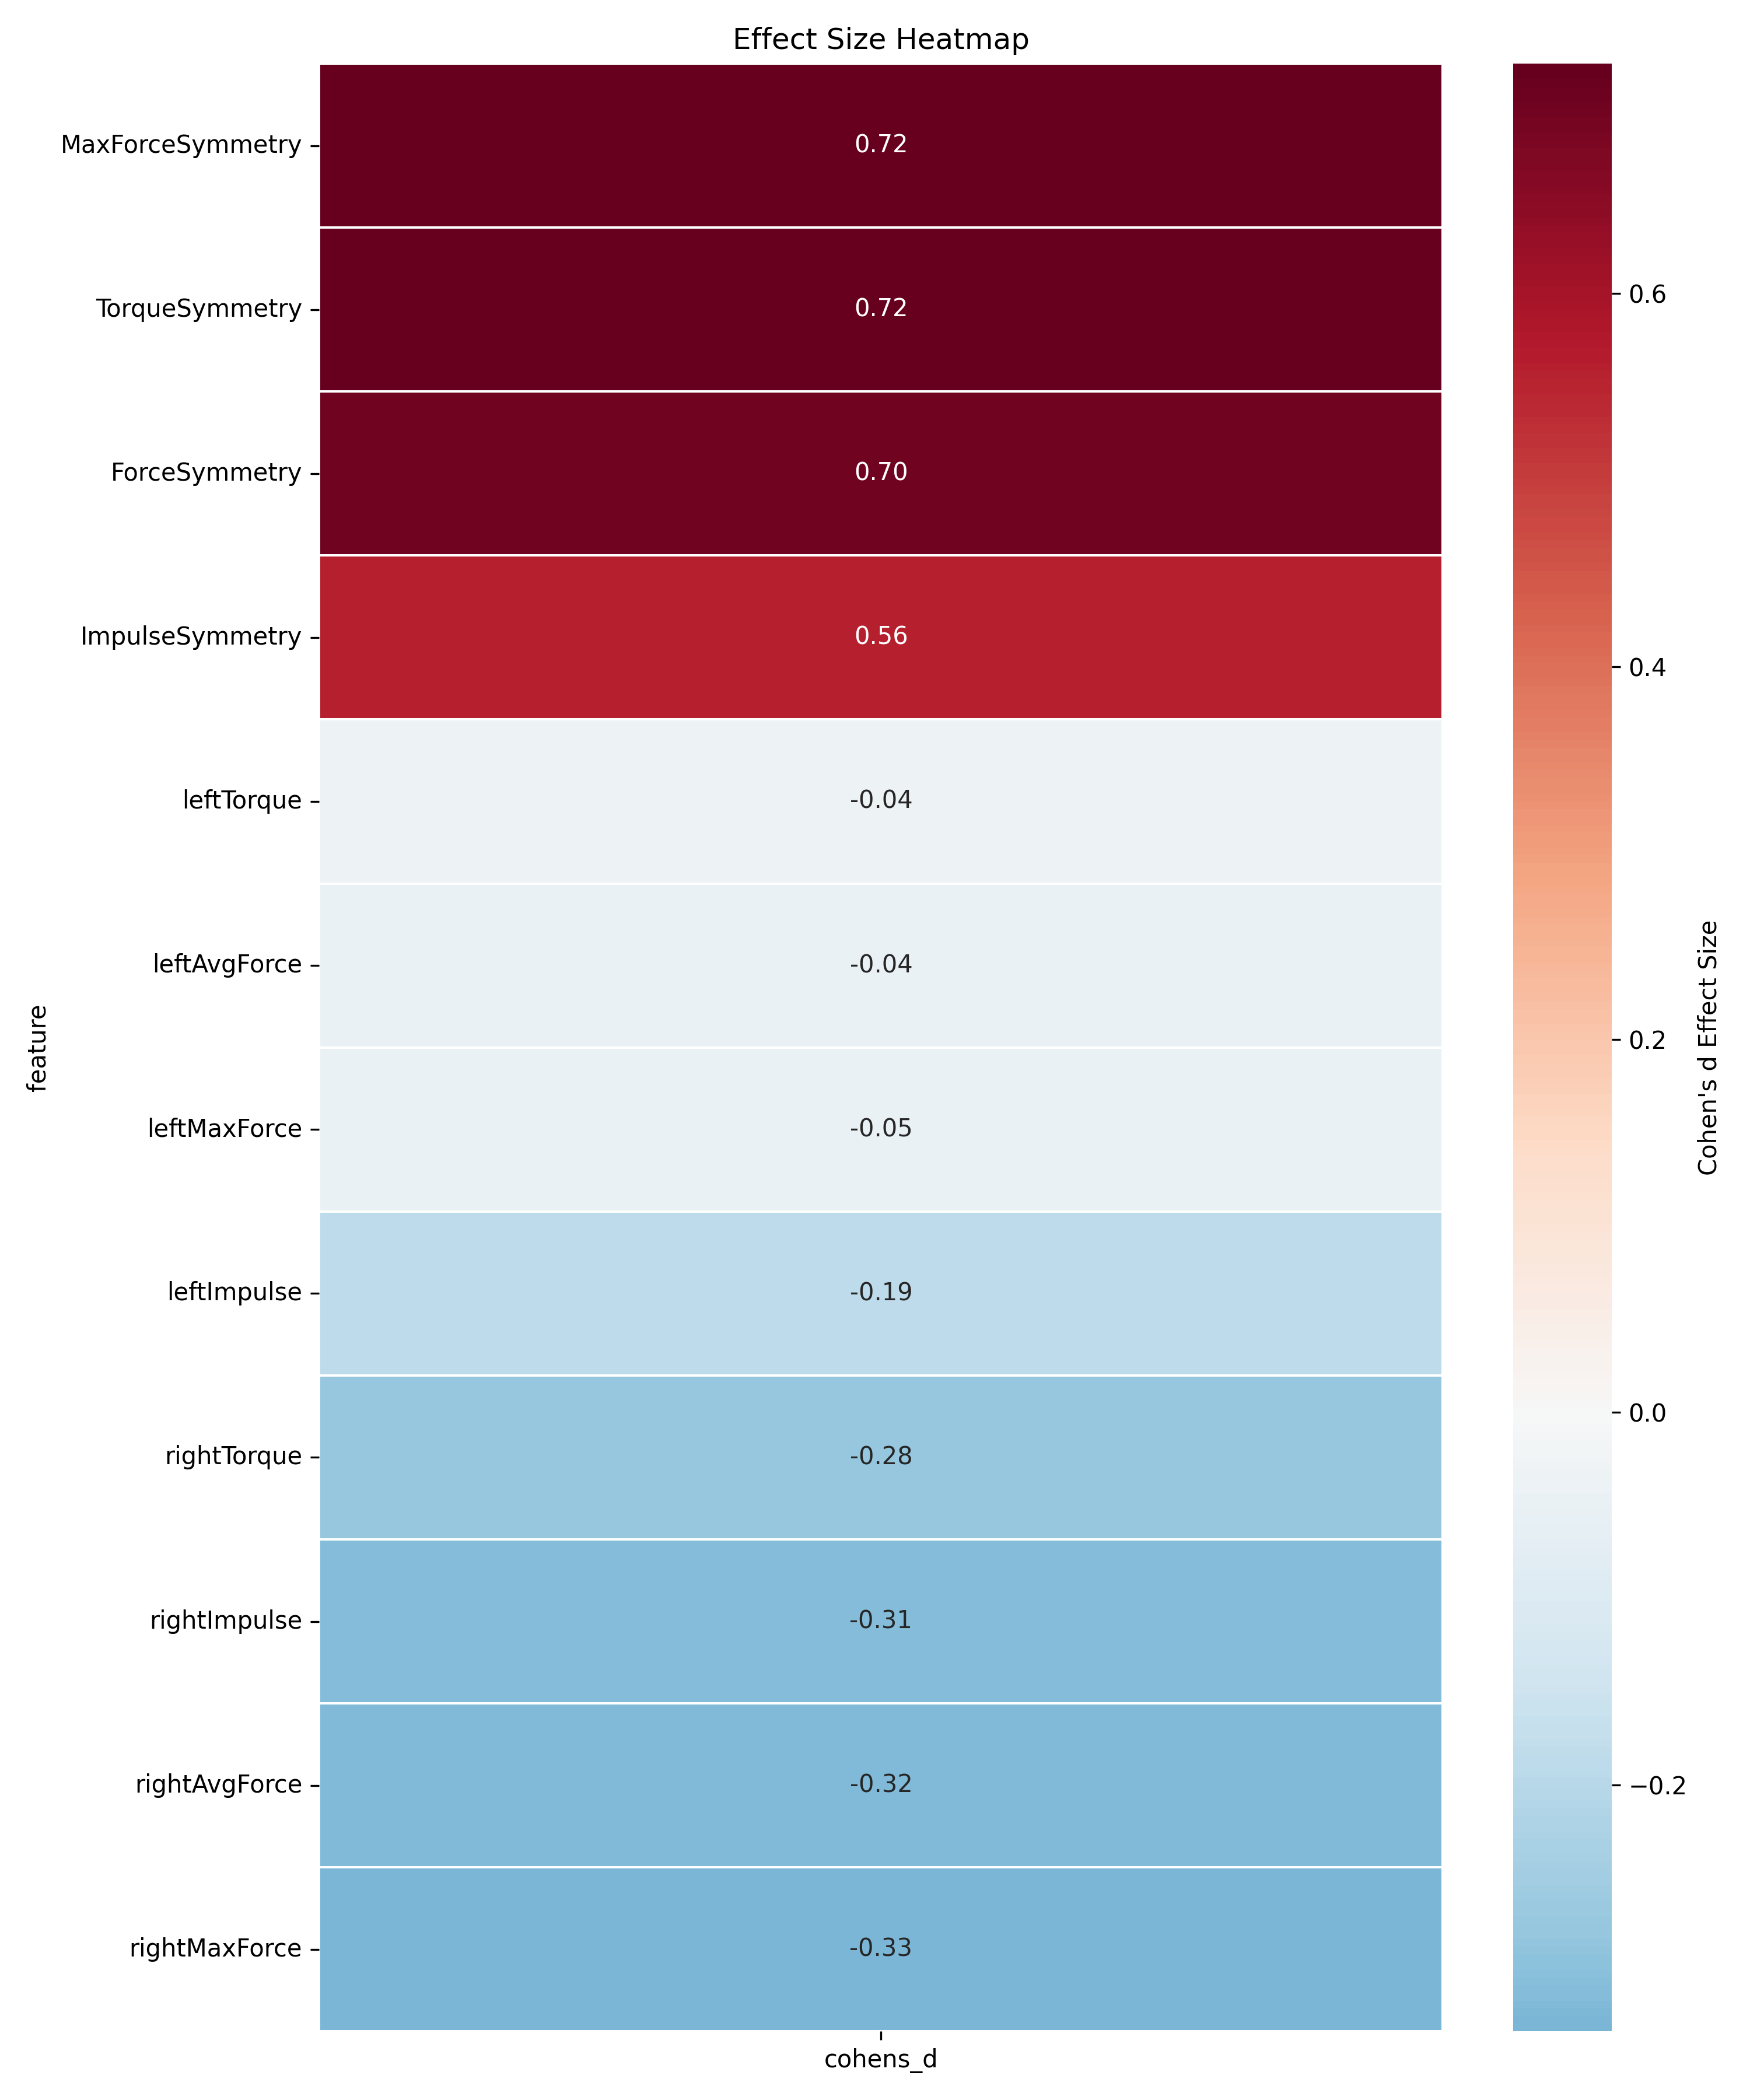 Effect Size Heatmap
MaxForceSymmetry
0.72
TorqueSymmetry
0.72
ForceSymmetry
0.70
ImpulseSymmetry
0.56
leftTorque
-0.04
leftAvgForce
-0.04
leftMaxForce
-0.05
leftImpulse
-0.19
rightTorque
-0.28
rightImpulse
-0.31
rightAvgForce
-0.32
rightMaxForce
-0.33
feature
cohens_d
0.6
0.4
0.2
0.0
−0.2
Cohen's d Effect Size